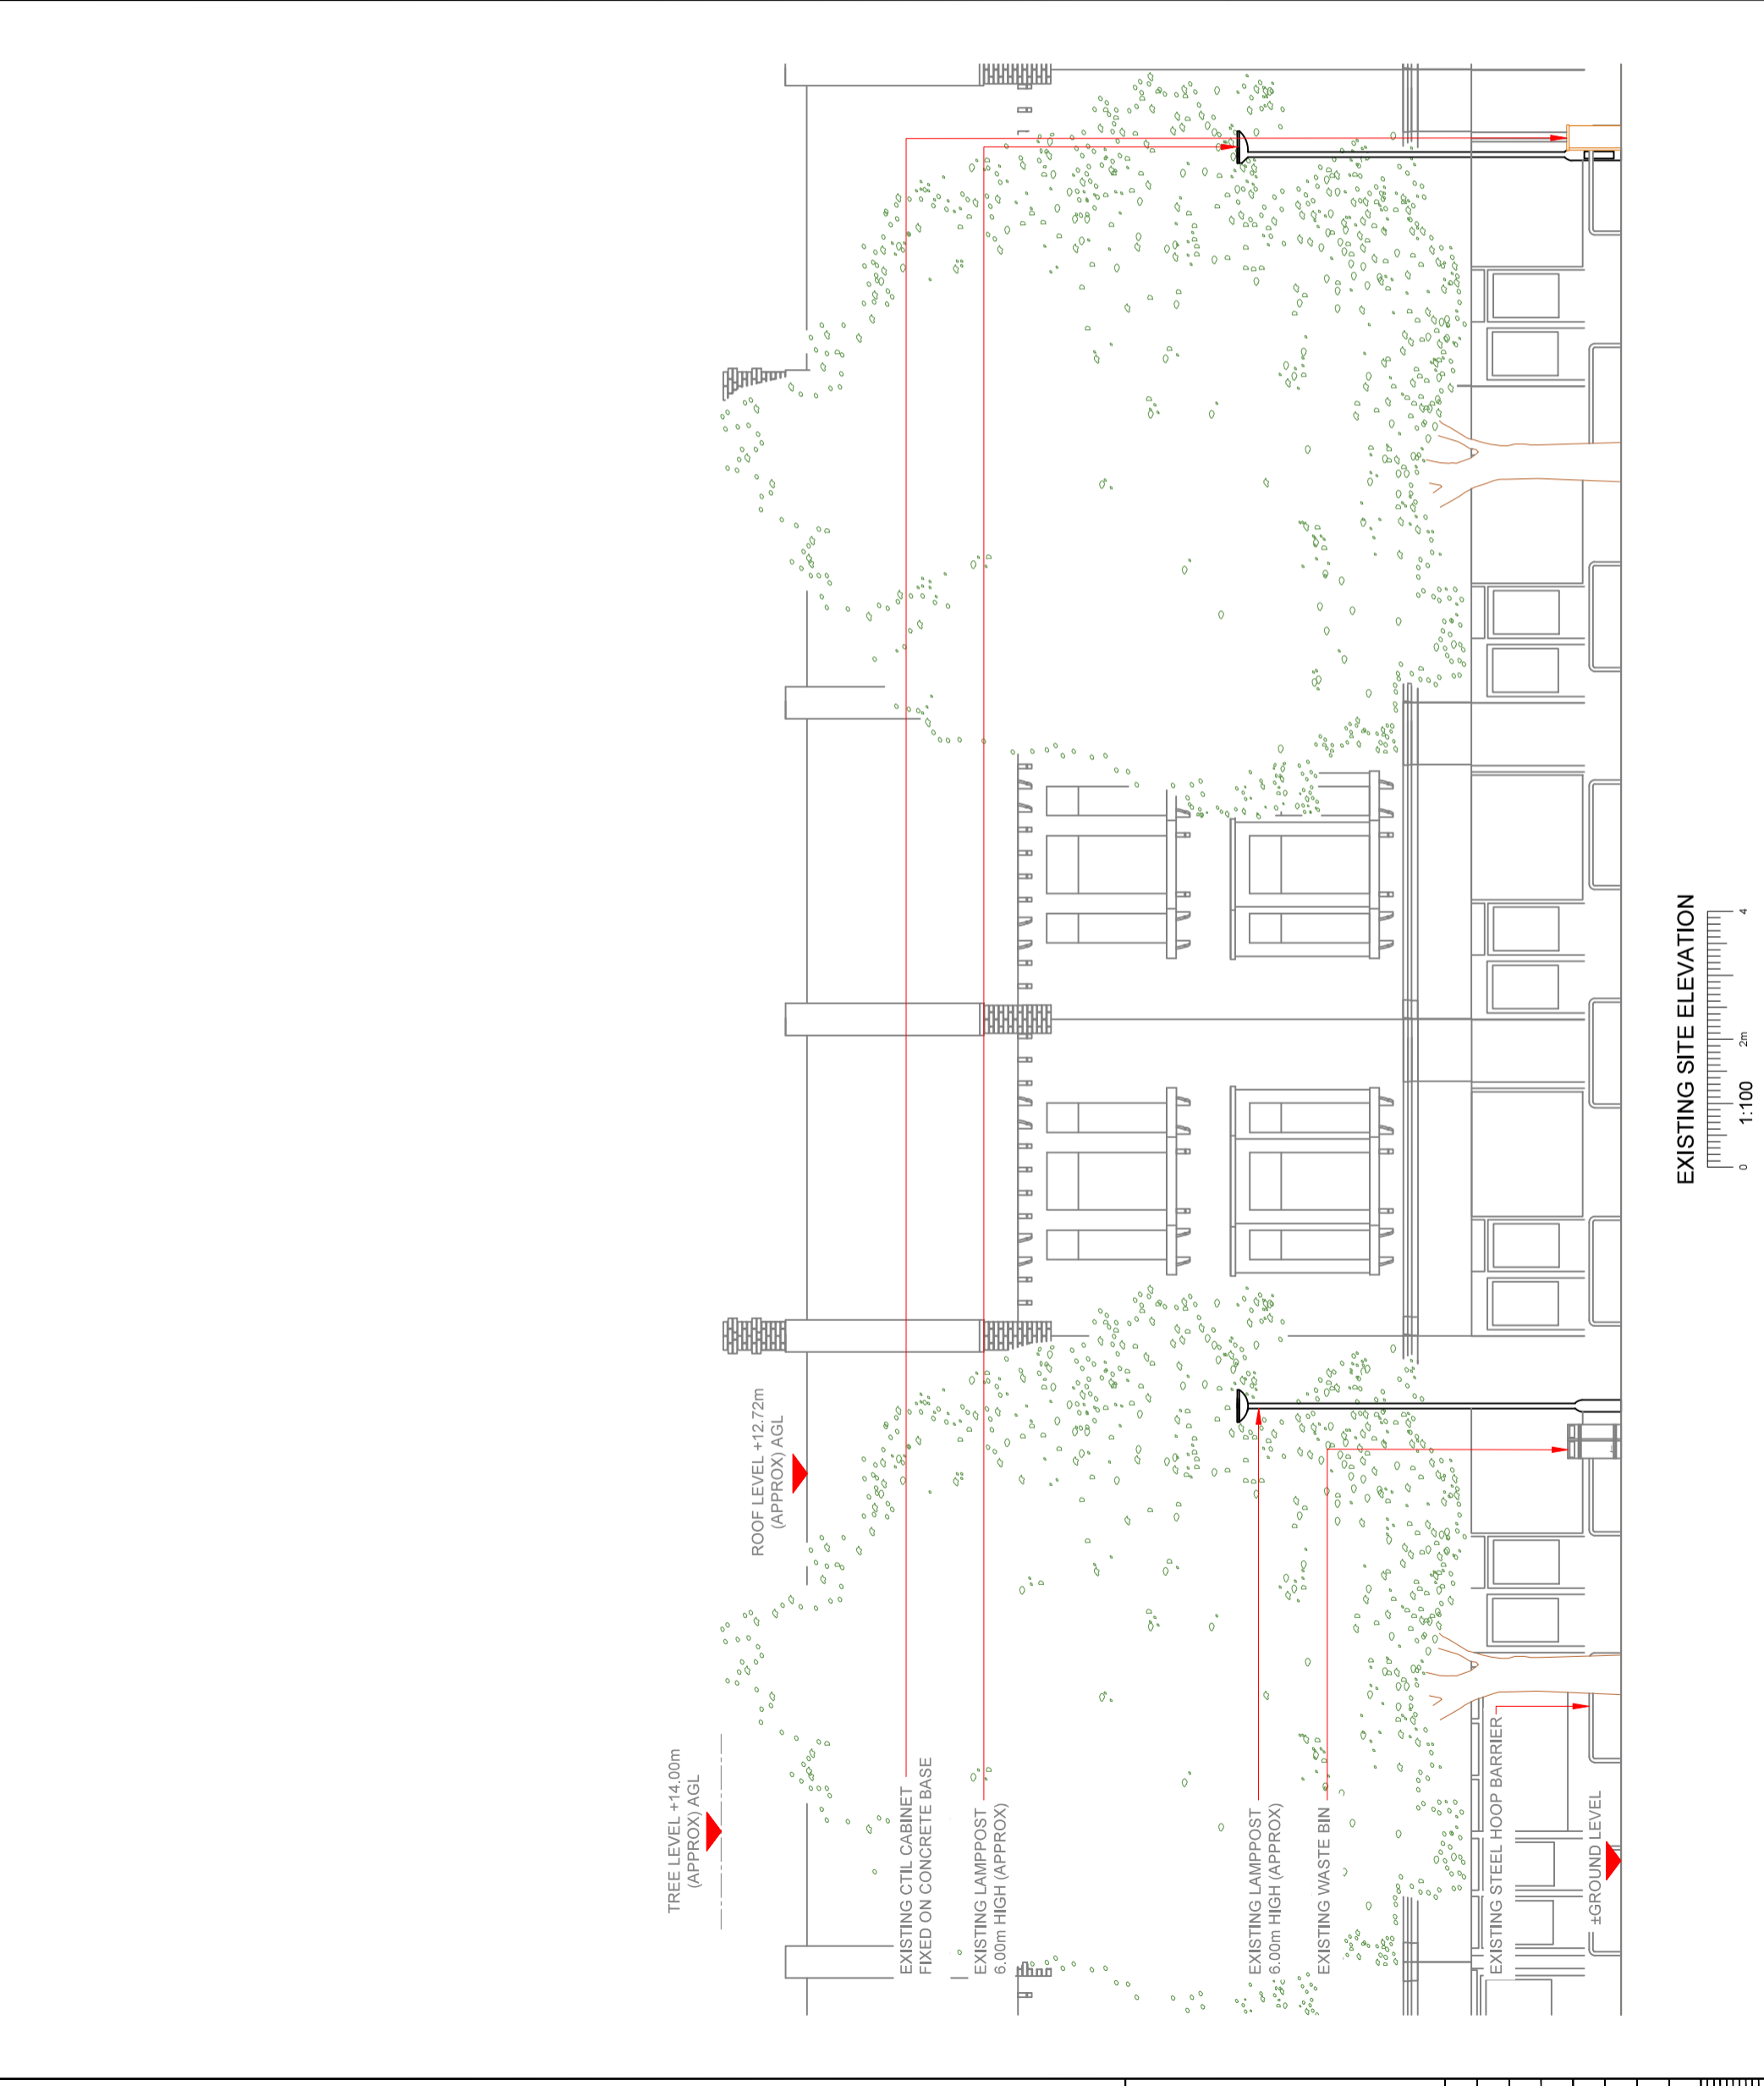 TREE LEVEL +14.00m
(APPROX) AGL
ROOF LEVEL +12.72m
(APPROX) AGL
EXISTING CTIL CABINET
FIXED ON CONCRETE BASE
EXISTING LAMPPOST
6.00m HIGH (APPROX)
EXISTING LAMPPOST
6.00m HIGH (APPROX)
EXISTING WASTE BIN
EXISTING STEEL HOOP BARRIER
±GROUND LEVEL
EXISTING SITE ELEVATION
0 2m 4
1:100